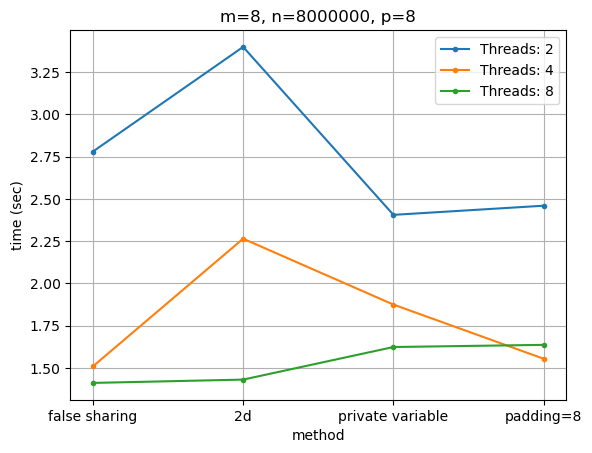 m=8, n=8000000, p=8
Threads: 2
Threads: 4
Threads: 8
time (sec)
3.25
3.00
2.75
2.50
2.25
2.00
1.75
1.50
false sharing
2d
private variable
padding=8
method